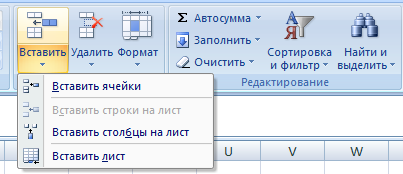 Вставить Удалить Формат
Σ Автосумма
Заполнить
Очистить
Сортировка и фильтр
Найти и выделить
Редактирование
Вставить ячейки
Вставить строки на лист
Вставить столбцы на лист
Вставить лист
U V W